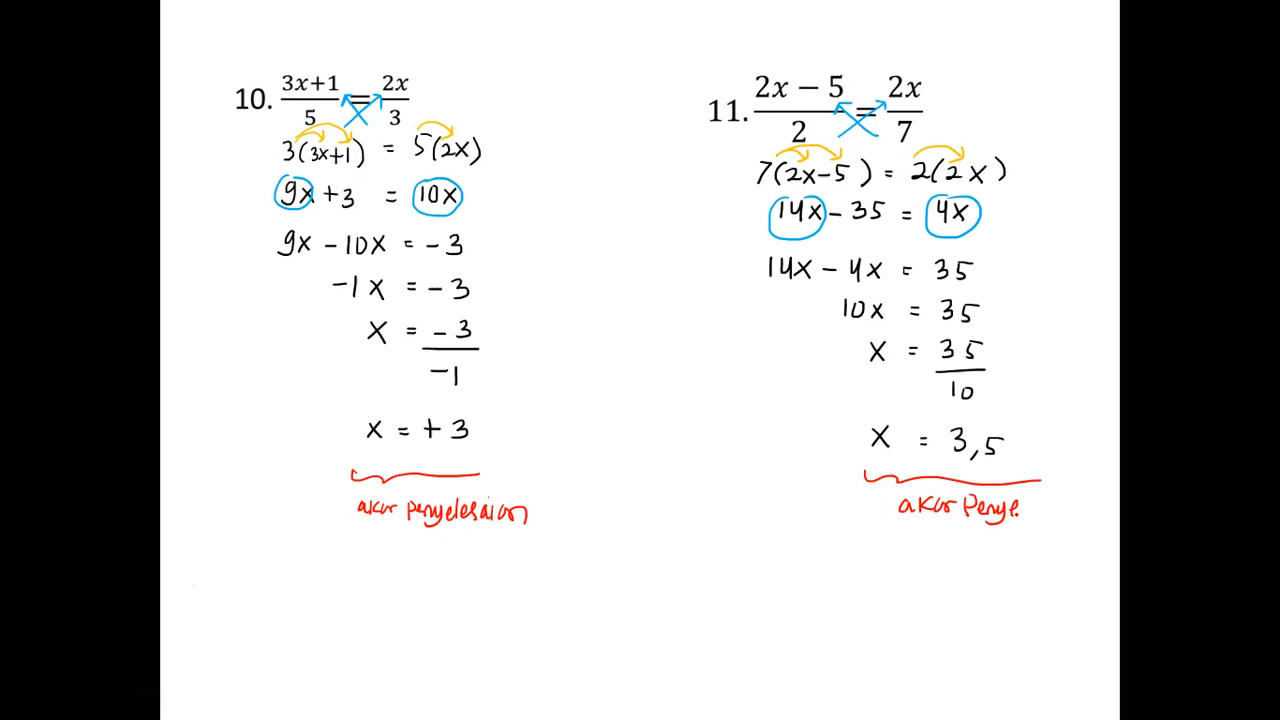 10. (3x+1)/5 = 2x/3
3(3x+1) = 5(2x)
9x + 3 = 10x
9x - 10x = - 3
-1x = - 3
x = - 3 / -1
x = + 3
akar penyelesaian
11. (2x − 5)/2 = 2x/7
7(2x-5) = 2(2x)
14x - 35 = 4x
14x - 4x = 35
10x = 35
x = 35 / 10
x = 3,5
akar Penye